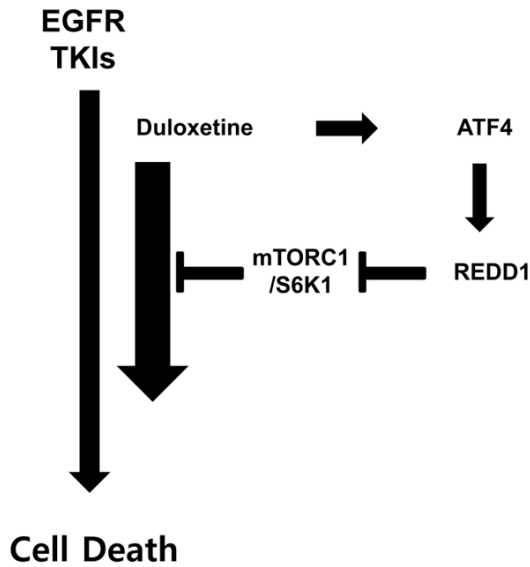 EGFR
TKIs
Duloxetine
ATF4
mTORC1
/S6K1
REDD1
Cell Death